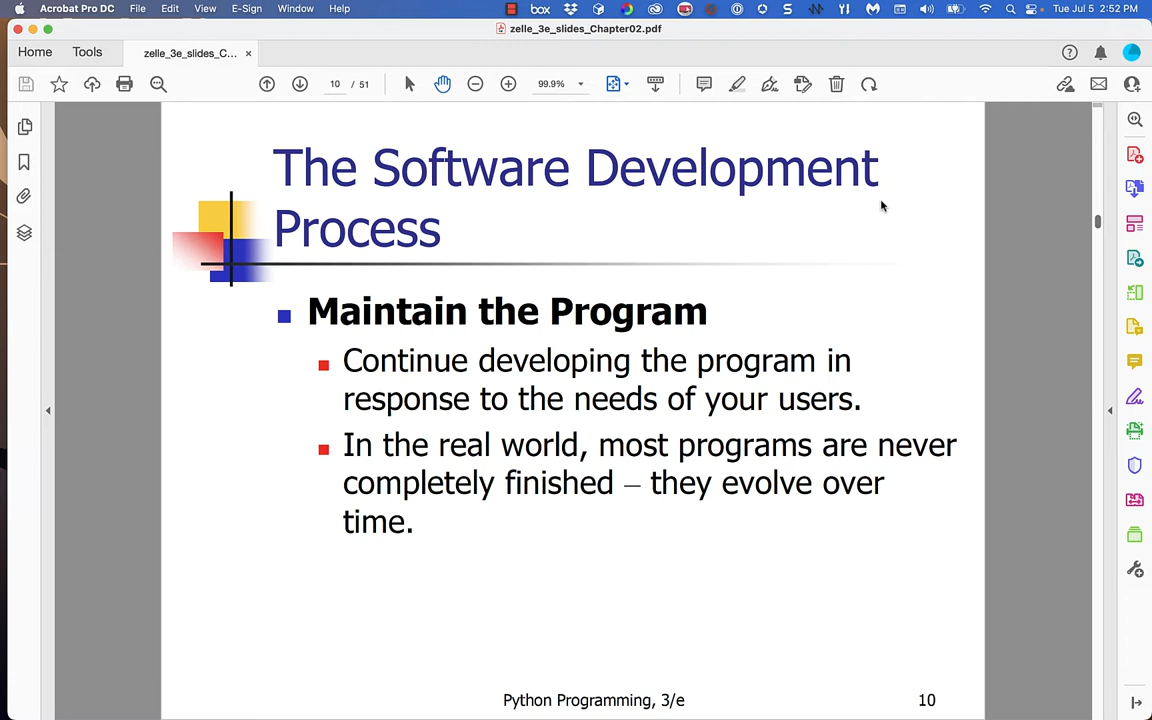 Acrobat Pro DC File Edit View E-Sign Window Help box Tue Jul 5 2:52 PM
zelle_3e_slides_Chapter02.pdf
Home Tools zelle_3e_slides_C... ×
10 / 51 99.9%
The Software Development
Process
Maintain the Program
Continue developing the program in
response to the needs of your users.
In the real world, most programs are never
completely finished – they evolve over
time.
Python Programming, 3/e 10